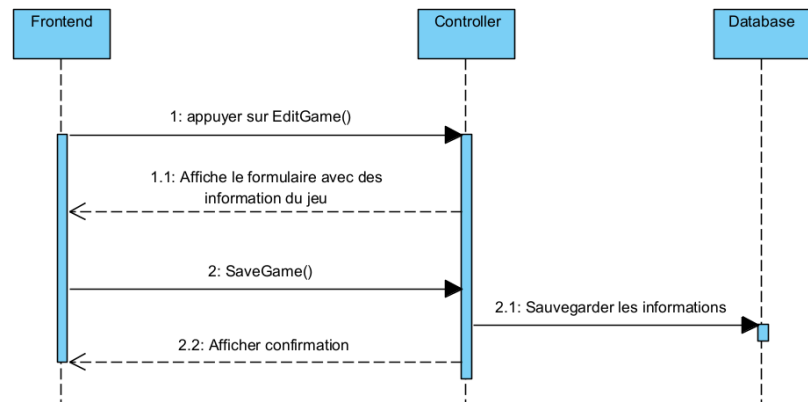 Frontend
Controller
Database
1: appuyer sur EditGame()
1.1: Affiche le formulaire avec des
information du jeu
2: SaveGame()
2.1: Sauvegarder les informations
2.2: Afficher confirmation